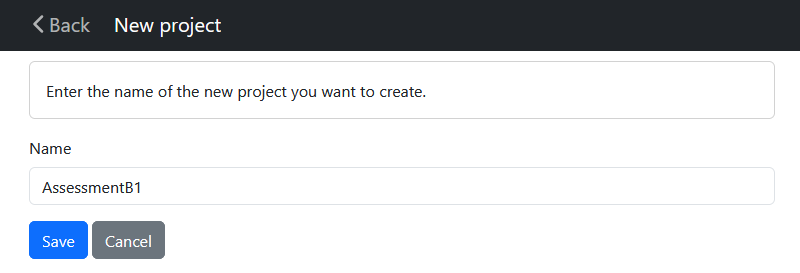 Back New project
Enter the name of the new project you want to create.
Name
AssessmentB1
Save Cancel